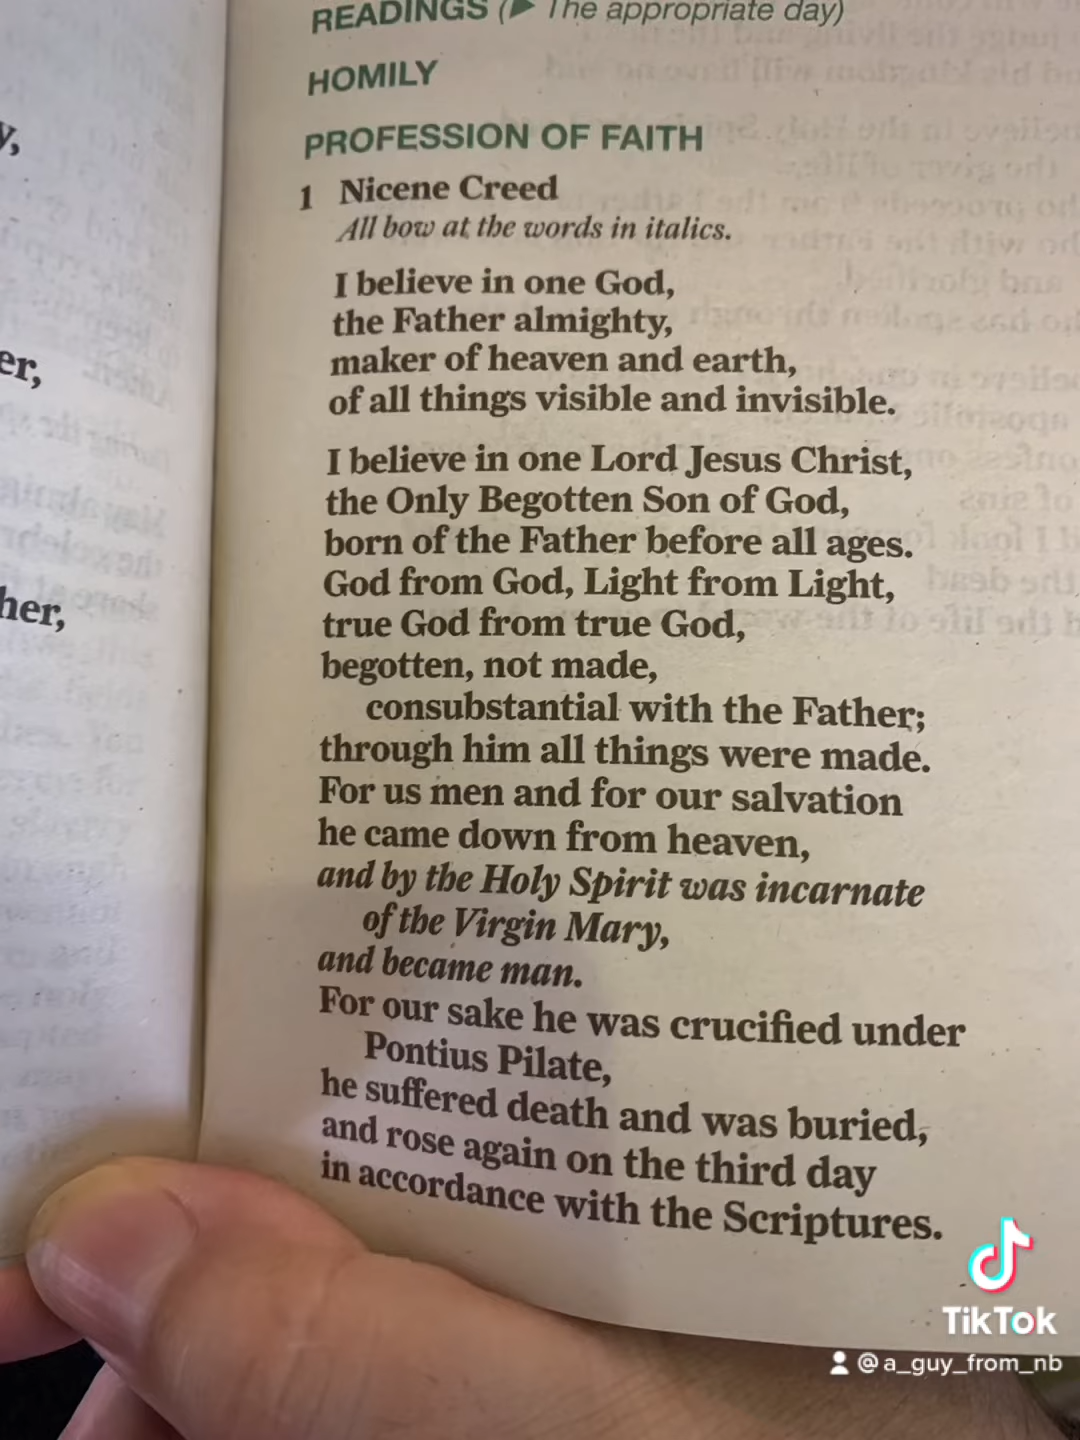 READINGS (▶ The appropriate day)
HOMILY
PROFESSION OF FAITH
1 Nicene Creed
All bow at the words in italics.
I believe in one God,
the Father almighty,
maker of heaven and earth,
of all things visible and invisible.
I believe in one Lord Jesus Christ,
the Only Begotten Son of God,
born of the Father before all ages.
God from God, Light from Light,
true God from true God,
begotten, not made,
consubstantial with the Father;
through him all things were made.
For us men and for our salvation
he came down from heaven,
and by the Holy Spirit was incarnate
of the Virgin Mary,
and became man.
For our sake he was crucified under
Pontius Pilate,
he suffered death and was buried,
and rose again on the third day
in accordance with the Scriptures.
TikTok
@a_guy_from_nb